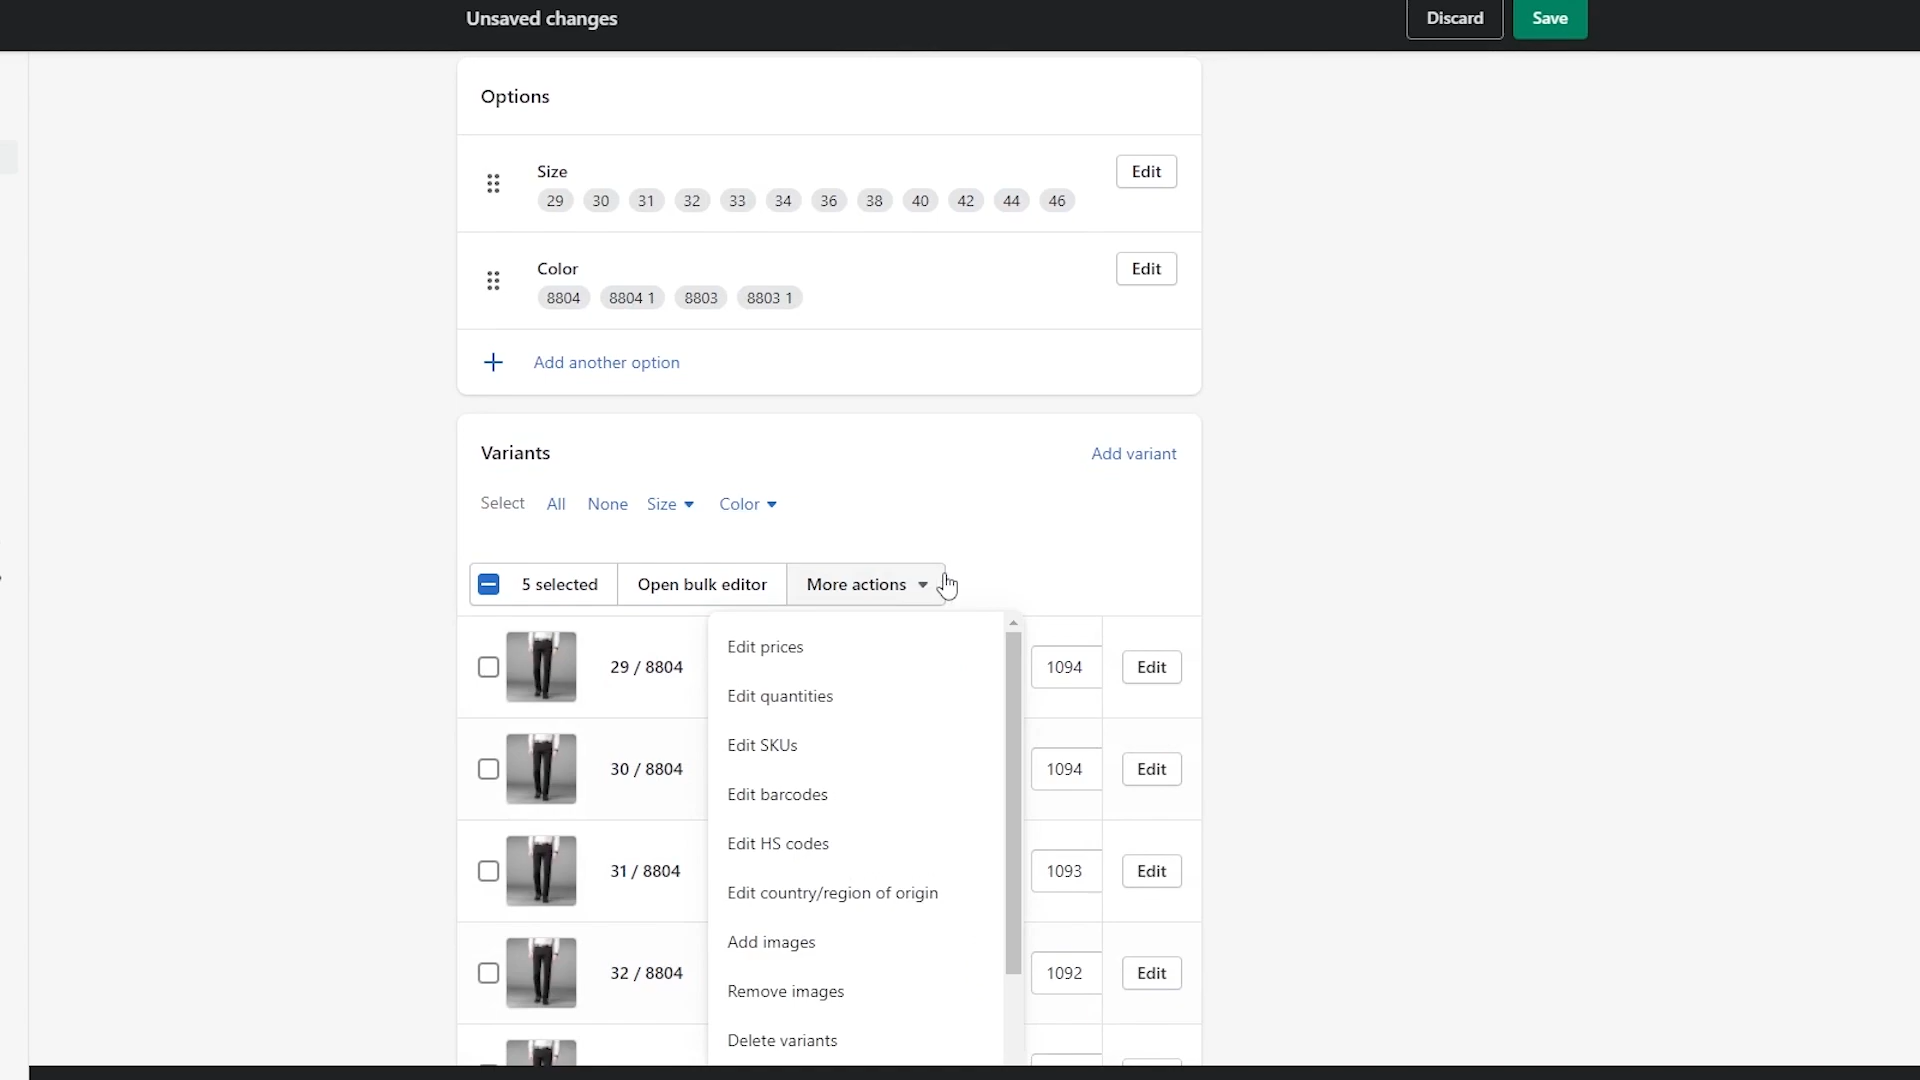 Unsaved changes
Discard
Save
Options
Size
Edit
29 30 31 32 33 34 36 38 40 42 44 46
Color
Edit
8804 8804 1 8803 8803 1
Add another option
Variants
Add variant
Select All None Size Color
5 selected
Open bulk editor
More actions
Edit prices
29 / 8804
1094
Edit
Edit quantities
Edit SKUs
30 / 8804
1094
Edit
Edit barcodes
Edit HS codes
31 / 8804
1093
Edit
Edit country/region of origin
Add images
32 / 8804
1092
Edit
Remove images
Delete variants